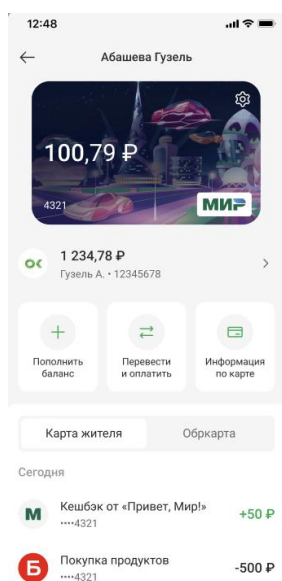 12:48
Абашева Гузель
100,79 ₽
4321
МИР
1 234,78 ₽
Гузель А. • 12345678
Пополнить
баланс
Перевести
и оплатить
Информация
по карте
Карта жителя
Обркарта
Сегодня
М
Кешбэк от «Привет, Мир!»
+50 ₽
····4321
Б
Покупка продуктов
-500 ₽
····4321